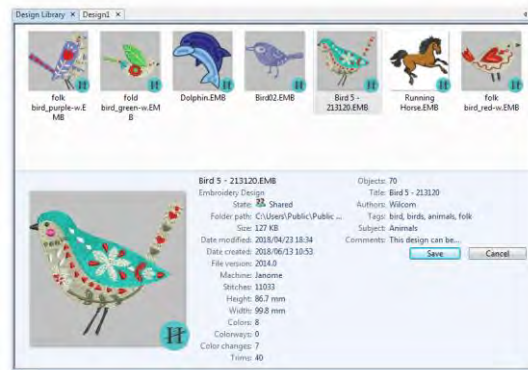 Design Library × Design1 ×
folk bird_purple-w.E
MB
fold
bird_green-w.EM
B
Dolphin.EMB
Bird02.EMB
Bird 5 -
213120.EMB
Running
Horse.EMB
folk
bird_red-w.EMB
Bird 5 - 213120.EMB
Embroidery Design
State: Shared
Folder path: C:\Users\Public\Public ...
Size: 127 KB
Date modified: 2018/04/23 18:34
Date created: 2018/06/13 10:53
File version: 2014.0
Machine: Janome
Stitches: 11033
Height: 86.7 mm
Width: 99.8 mm
Colors: 8
Colorways: 0
Color changes: 7
Trims: 40
Objects: 70
Title: Bird 5 - 213120
Authors: Wilcom
Tags: bird, birds, animals, folk
Subject: Animals
Comments: This design can be...
Save Cancel